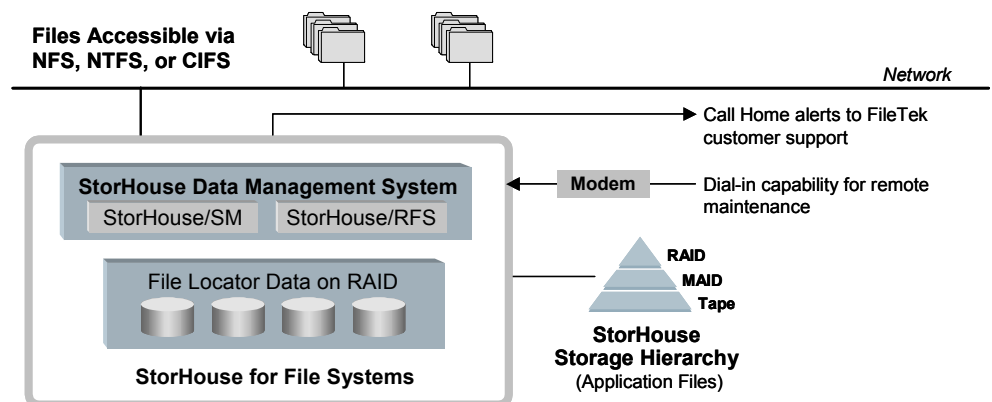 Files Accessible via
NFS, NTFS, or CIFS
Network
Call Home alerts to FileTek
customer support
StorHouse Data Management System
StorHouse/SM
StorHouse/RFS
Modem
Dial-in capability for remote
maintenance
File Locator Data on RAID
RAID
MAID
Tape
StorHouse
Storage Hierarchy
(Application Files)
StorHouse for File Systems